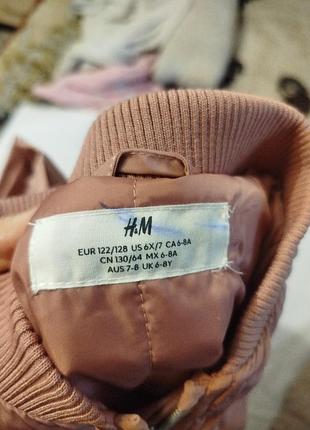 H&M
EUR 122/128 US 6X/7 CA 6-8A
CN 130/64 MX 6-8A
AUS 7-8 UK 6-8Y